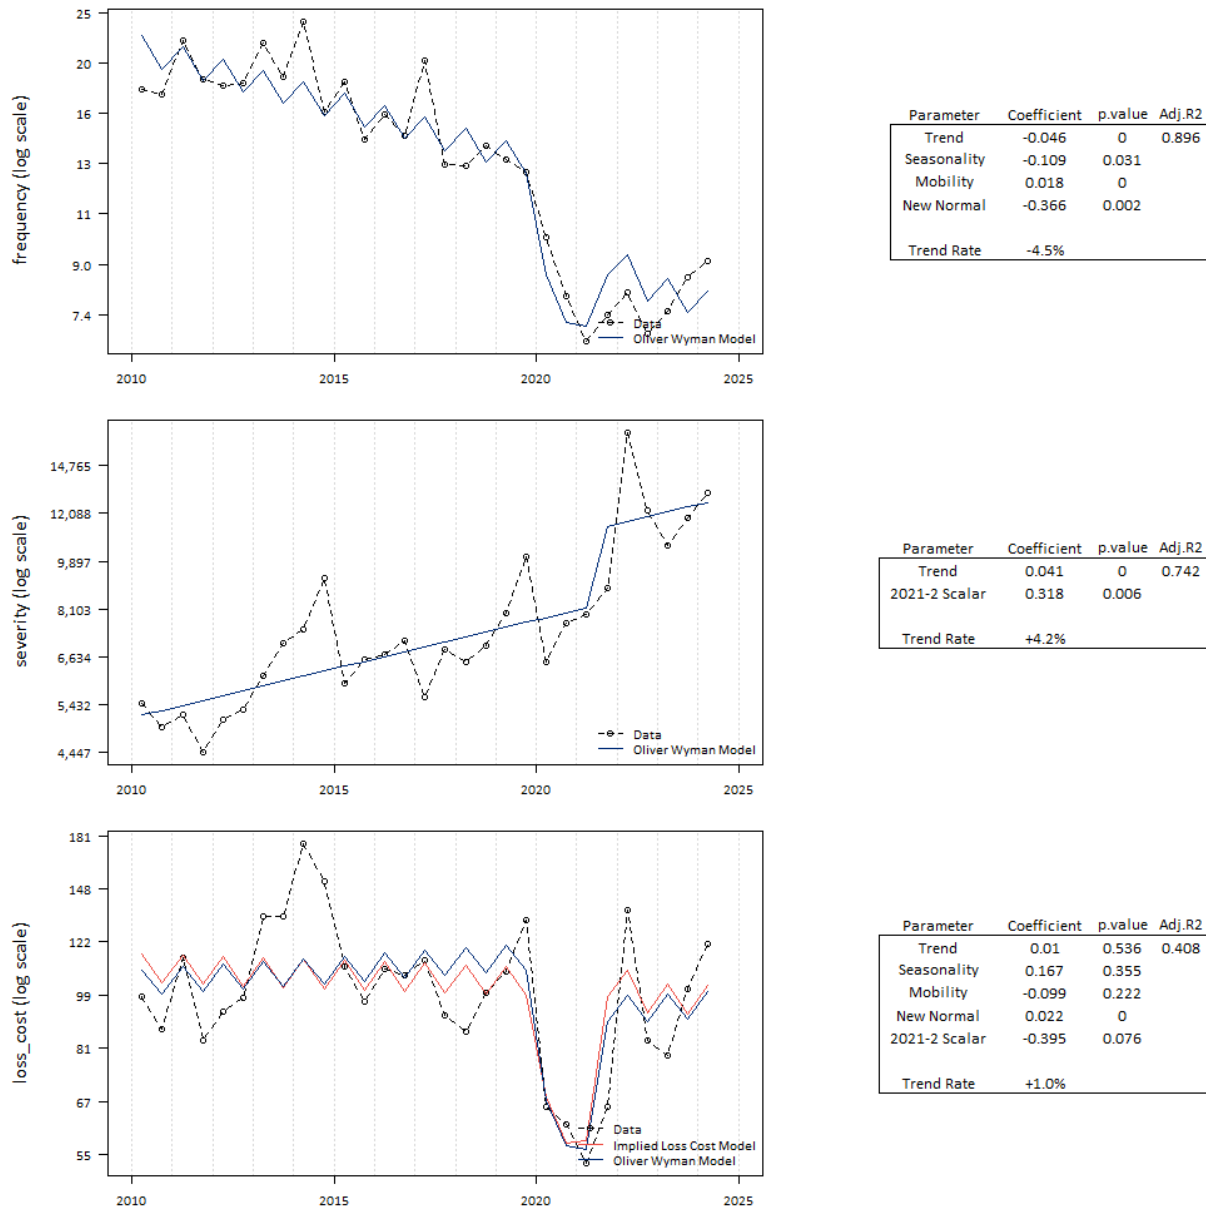 25
20
16
13
11
9.0
7.4
frequency (log scale)
Data
Oliver Wyman Model
2010 2015 2020 2025
Parameter Coefficient p.value Adj.R2
Trend -0.046 0 0.896
Seasonality -0.109 0.031
Mobility 0.018 0
New Normal -0.366 0.002
Trend Rate -4.5%
14,765
12,088
9,897
8,103
6,634
5,432
4,447
severity (log scale)
Data
Oliver Wyman Model
2010 2015 2020 2025
Parameter Coefficient p.value Adj.R2
Trend 0.041 0 0.742
2021-2 Scalar 0.318 0.006
Trend Rate +4.2%
181
148
122
99
81
67
55
loss_cost (log scale)
Data
Implied Loss Cost Model
Oliver Wyman Model
2010 2015 2020 2025
Parameter Coefficient p.value Adj.R2
Trend 0.01 0.536 0.408
Seasonality 0.167 0.355
Mobility -0.099 0.222
New Normal 0.022 0
2021-2 Scalar -0.395 0.076
Trend Rate +1.0%